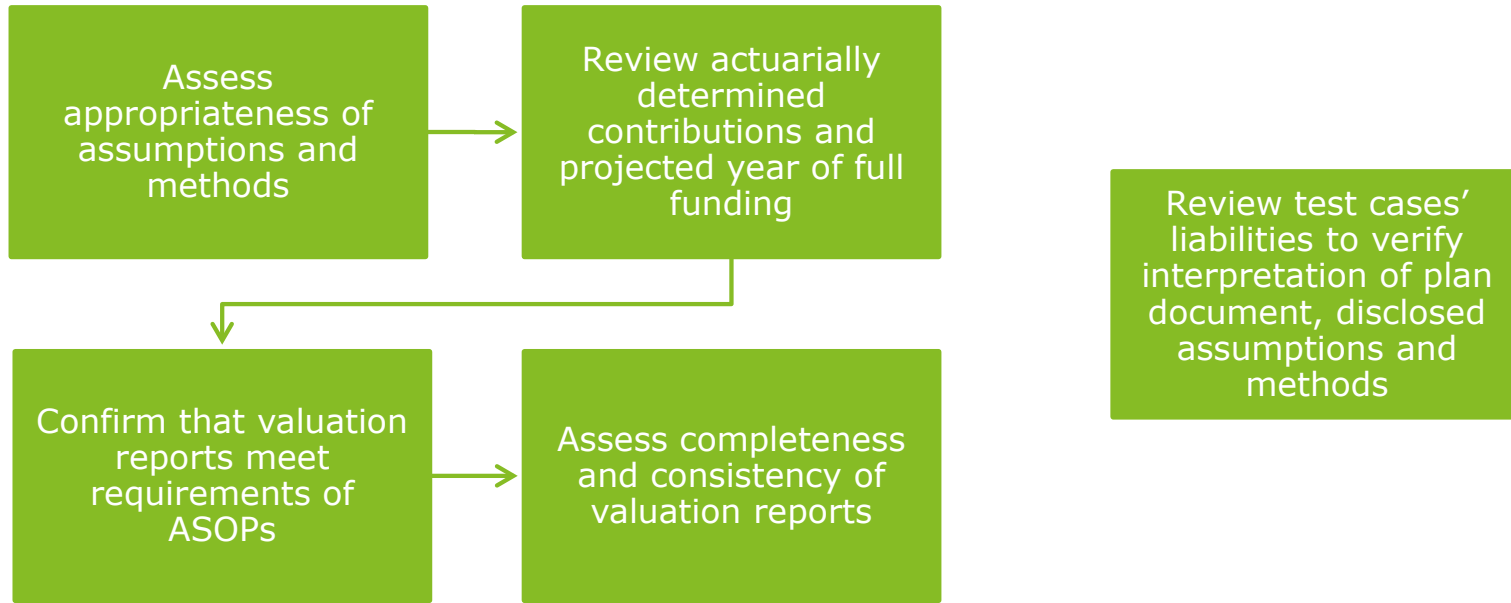 Assess
appropriateness of
assumptions and
methods
Review actuarially
determined
contributions and
projected year of full
funding
Confirm that valuation
reports meet
requirements of
ASOPs
Assess completeness
and consistency of
valuation reports
Review test cases’
liabilities to verify
interpretation of plan
document, disclosed
assumptions and
methods